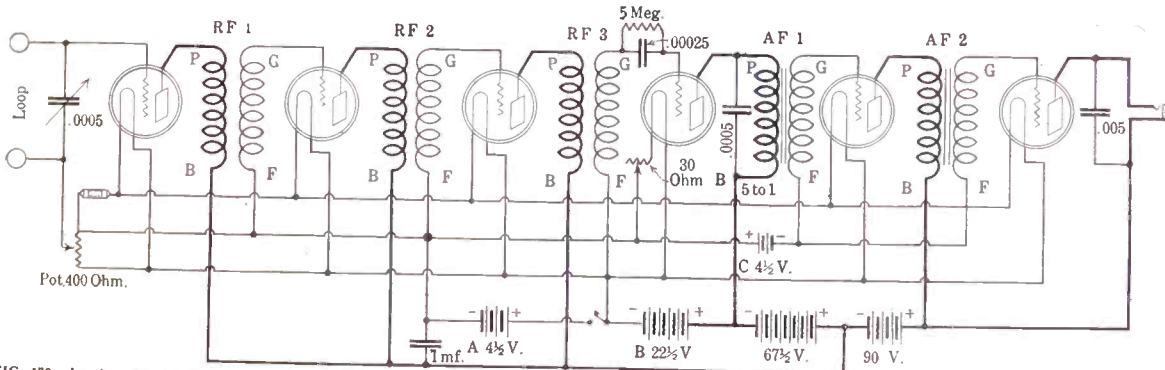 5 Meg.
RF 1
RF 2
RF 3
.00025
AF 1
AF 2
P
G
P
G
P
G
P
G
P
G
Loop
.0005
.0005
.005
B
F
B
F
B
F
30
Ohm
B
5 to 1
F
B
F
+ -
C 4½ V.
Pot.400 Ohm.
- +
A 4½ V.
- +
B 22½ V
- +
67½ V.
- +
90 V.
1 mf.